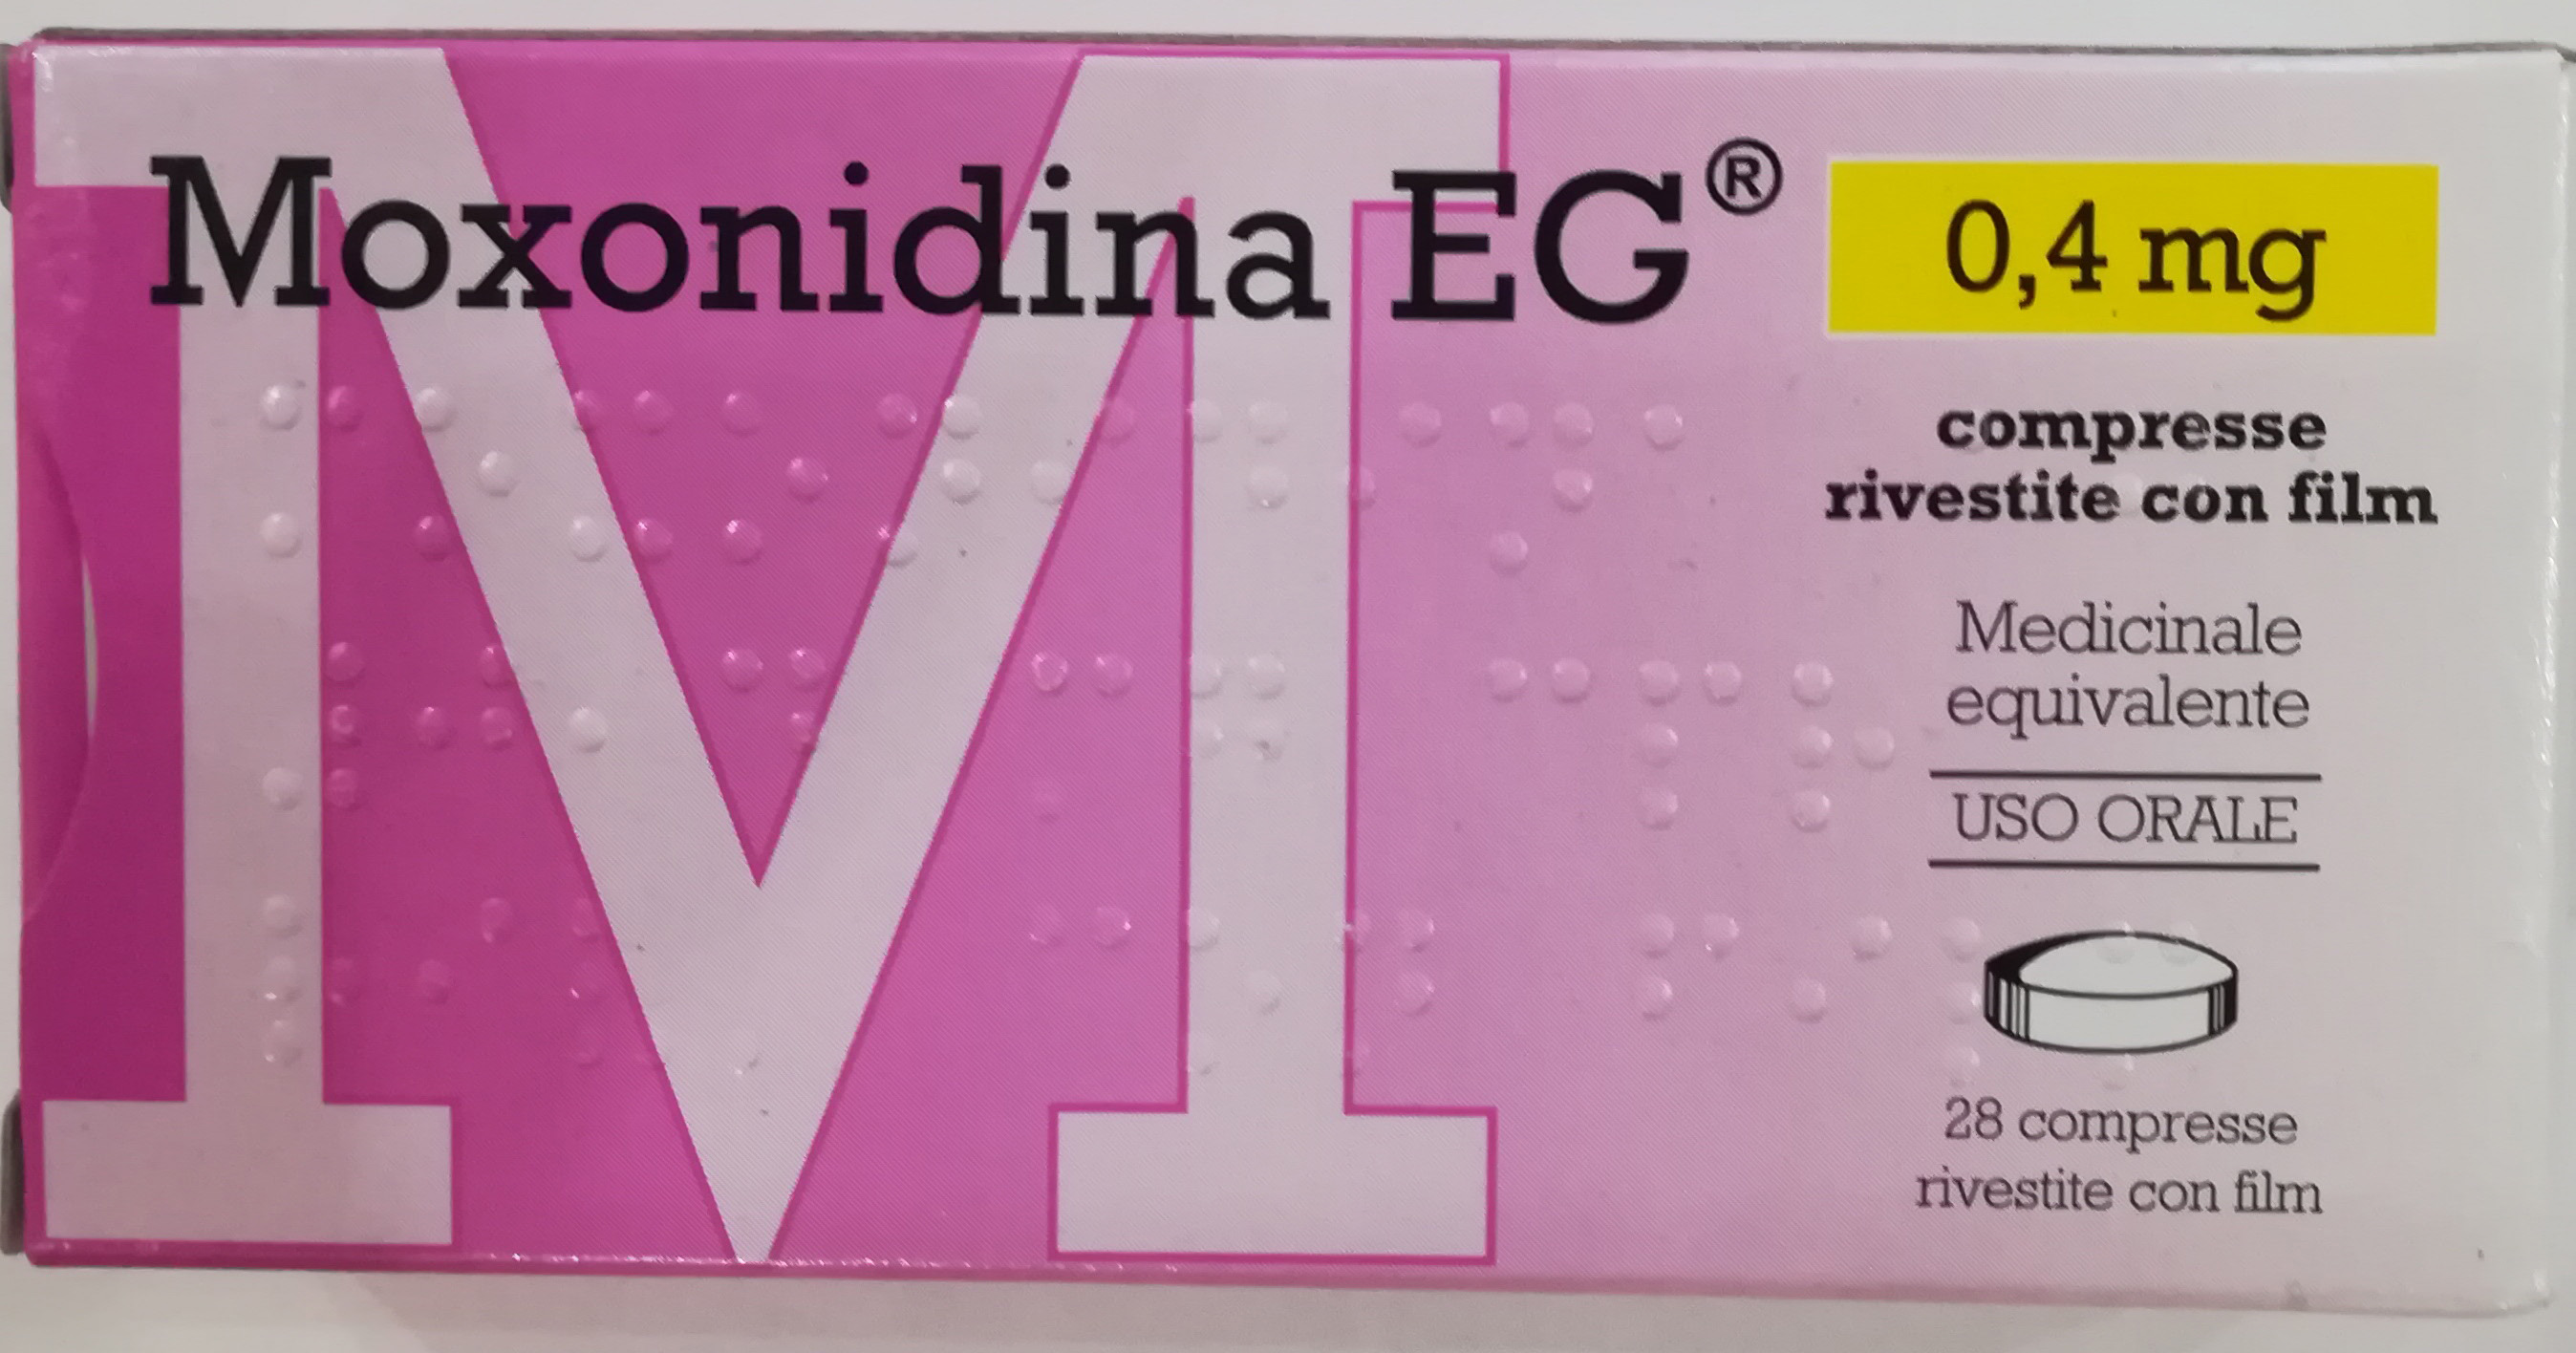 Moxonidina EG®
0,4 mg
compresse
rivestite con film
Medicinale
equivalente
USO ORALE
28 compresse
rivestite con film